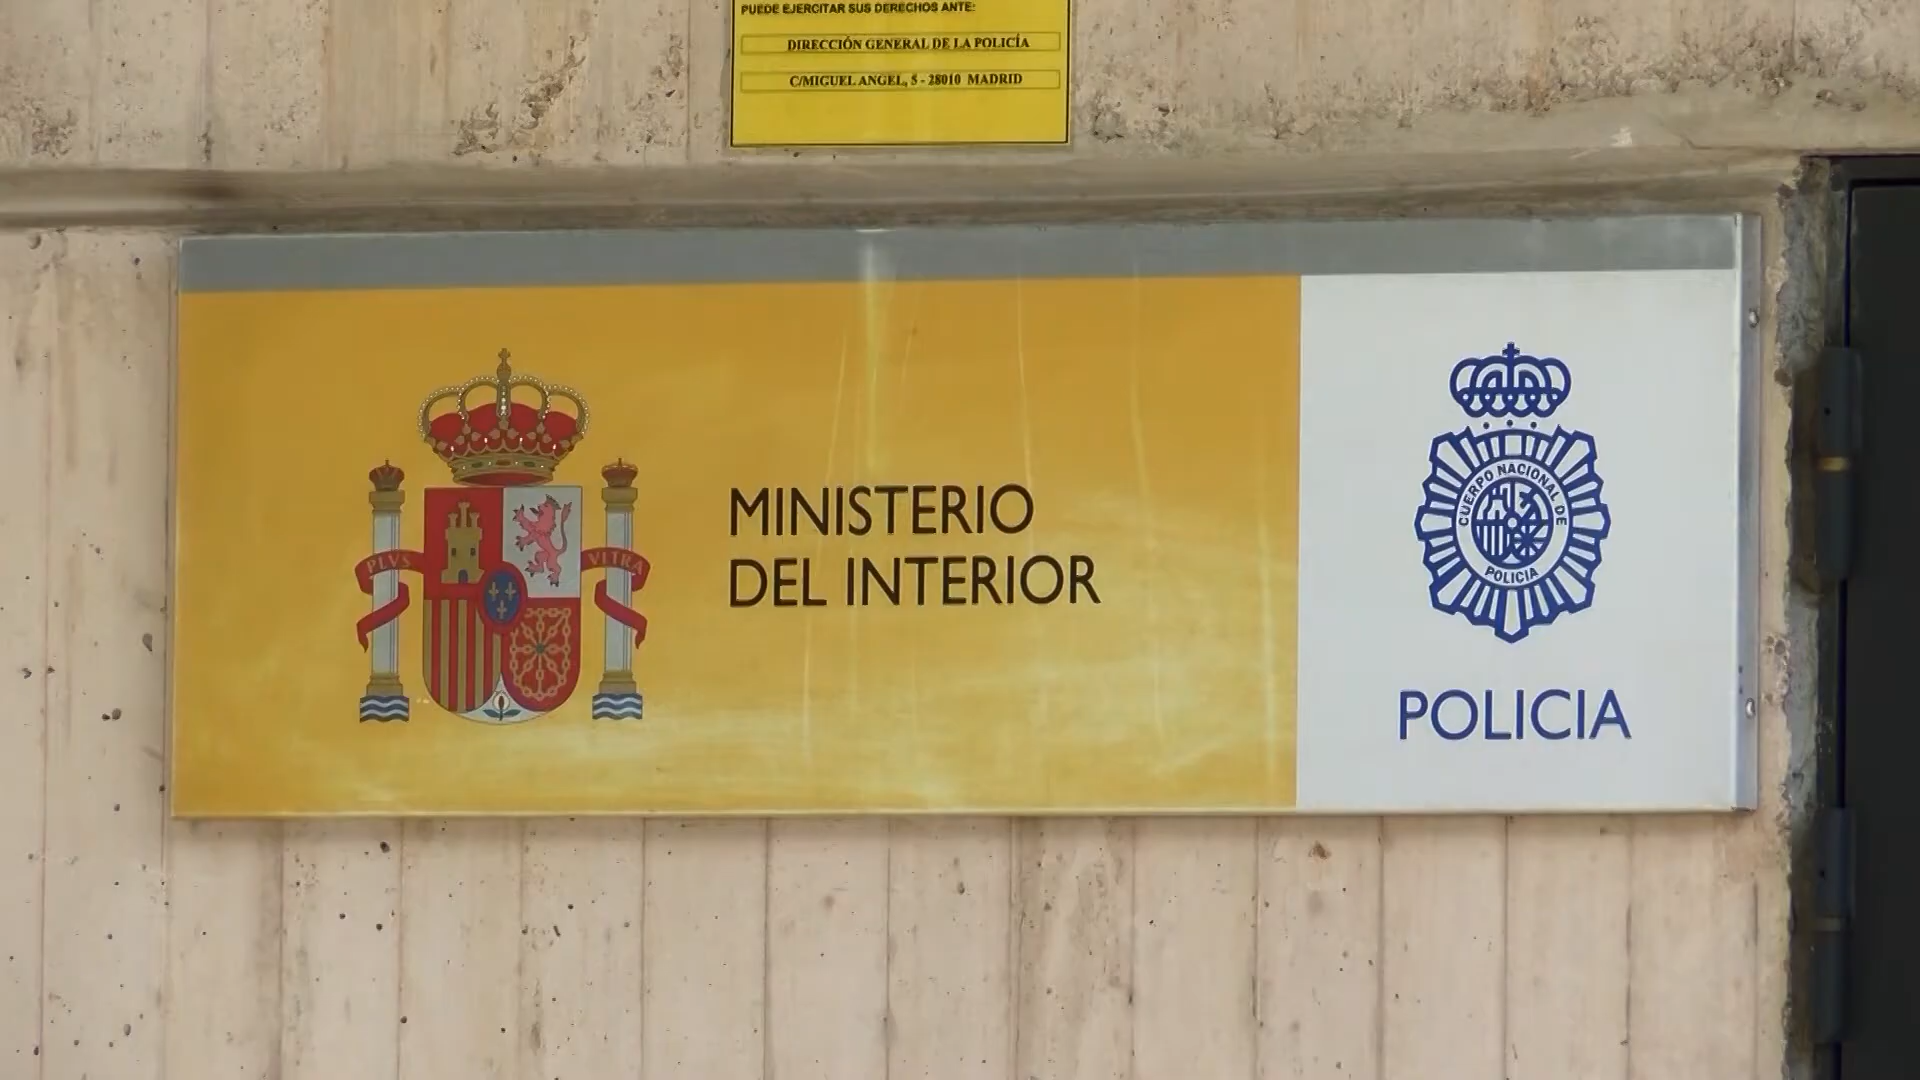 PUEDE EJERCITAR SUS DERECHOS ANTE:
DIRECCIÓN GENERAL DE LA POLICÍA
C/MIGUEL ANGEL, 5 - 28010 MADRID
PLVS VLTRA
MINISTERIO
DEL INTERIOR
CUERPO NACIONAL DE
POLICIA
POLICIA